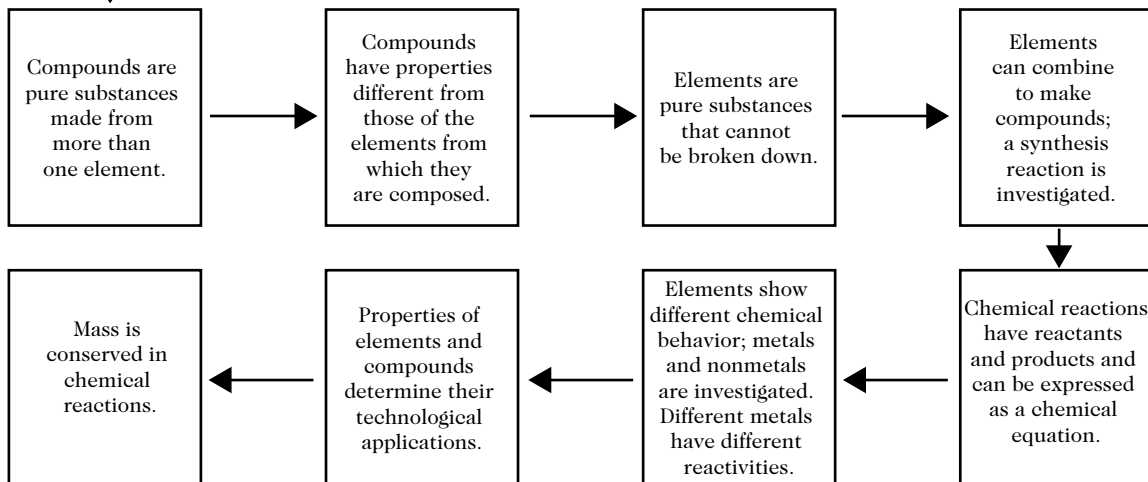 Compounds are
pure substances
made from
more than
one element.
Compounds
have properties
different from
those of the
elements from
which they
are composed.
Elements are
pure substances
that cannot
be broken down.
Elements
can combine
to make
compounds;
a synthesis
reaction is
investigated.
Chemical reactions
have reactants
and products and
can be expressed
as a chemical
equation.
Elements show
different chemical
behavior; metals
and nonmetals
are investigated.
Different metals
have different
reactivities.
Properties of
elements and
compounds
determine their
technological
applications.
Mass is
conserved in
chemical
reactions.